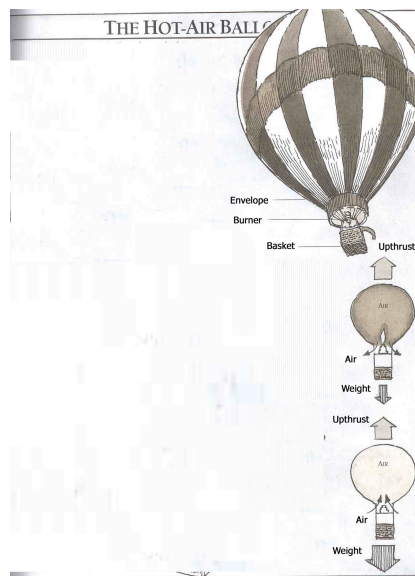 THE HOT-AIR BALL
Envelope
Burner
Basket
Upthrust
AIR
Air
Weight
Upthrust
AIR
Air
Weight